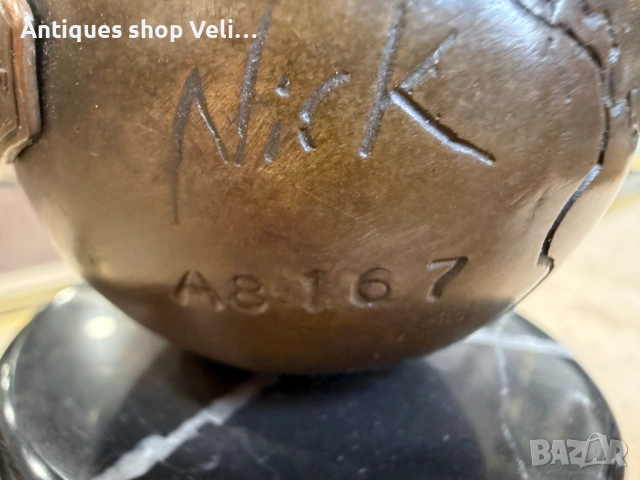 Antiques shop Veli...
Nick
A8167
BAZAR